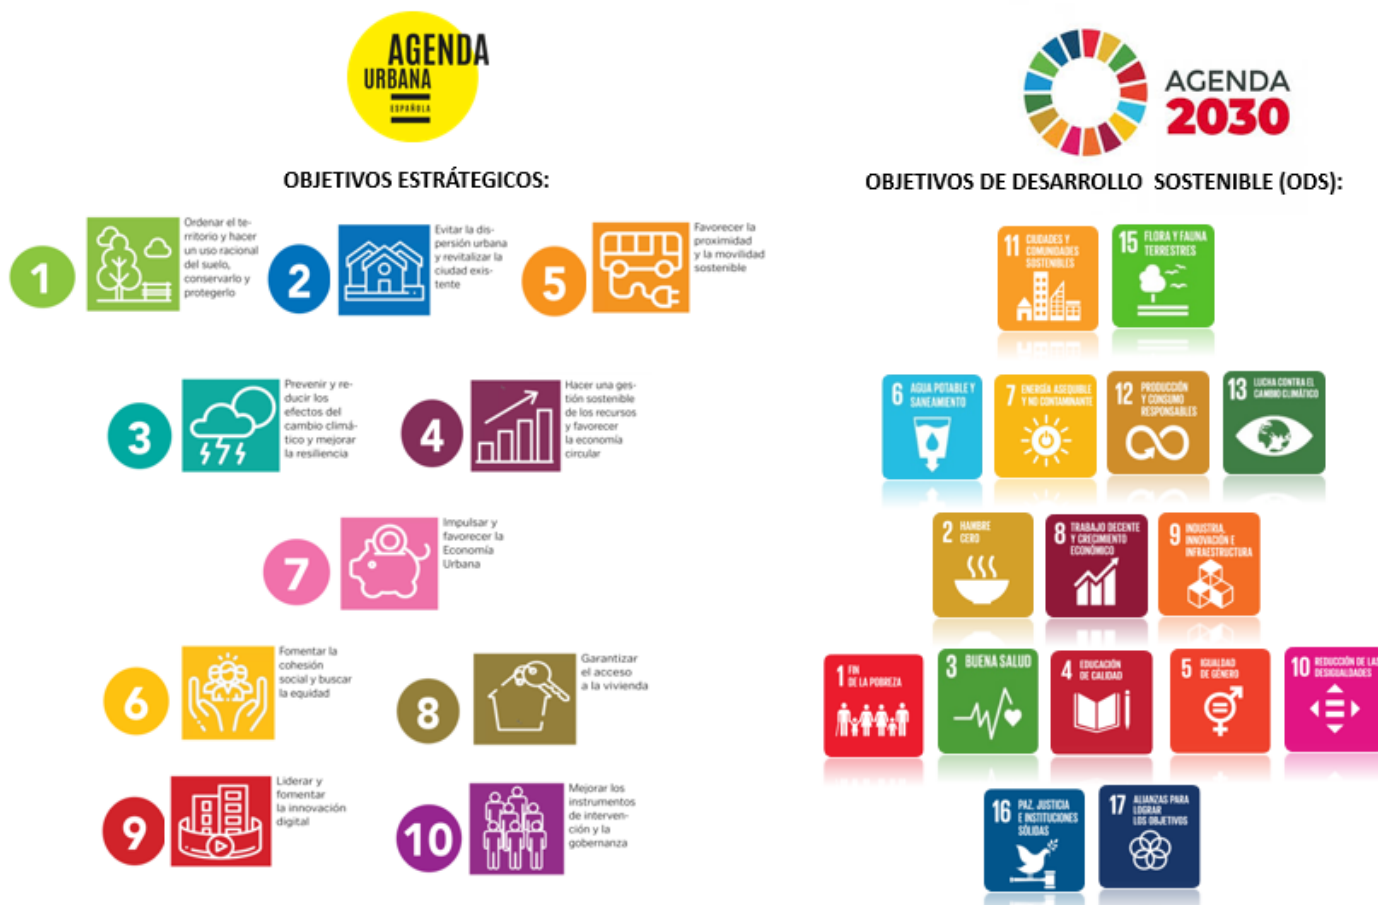 AGENDA
URBANA
ESPAÑOLA
AGENDA
2030
OBJETIVOS ESTRÁTEGICOS:
OBJETIVOS DE DESARROLLO SOSTENIBLE (ODS):
1
Ordenar el te-
rritorio y hacer
un uso racional
del suelo,
conservarlo y
protegerlo
2
Evitar la dis-
persión urbana
y revitalizar la
ciudad exis-
tente
5
Favorecer la
proximidad
y la movilidad
sostenible
11 CIUDADES Y
COMUNIDADES
SOSTENIBLES
15 FLORA Y FAUNA
TERRESTRES
3
Prevenir y re-
ducir los
efectos del
cambio climá-
tico y mejorar
la resiliencia
4
Hacer una ges-
tión sostenible
de los recursos
y favorecer
la economía
circular
6 AGUA POTABLE Y
SANEAMIENTO
7 ENERGÍA ASEQUIBLE
Y NO CONTAMINANTE
12 PRODUCCIÓN
Y CONSUMO
RESPONSABLES
13 LUCHA CONTRA EL
CAMBIO CLIMÁTICO
7
Impulsar y
favorecer la
Economía
Urbana
2 HAMBRE
CERO
8 TRABAJO DECENTE
Y CRECIMIENTO
ECONÓMICO
9 INDUSTRIA,
INNOVACIÓN E
INFRAESTRUCTURA
6
Fomentar la
cohesión
social y buscar
la equidad
8
Garantizar
el acceso
a la vivienda
1 FIN
DE LA POBREZA
3 BUENA SALUD
4 EDUCACIÓN
DE CALIDAD
5 IGUALDAD
DE GÉNERO
10 REDUCCIÓN DE LAS
DESIGUALDADES
9
Liderar y
fomentar
la innovación
digital
10
Mejorar los
instrumentos
de interven-
ción y la
gobernanza
16 PAZ, JUSTICIA
E INSTITUCIONES
SÓLIDAS
17 ALIANZAS PARA
LOGRAR
LOS OBJETIVOS